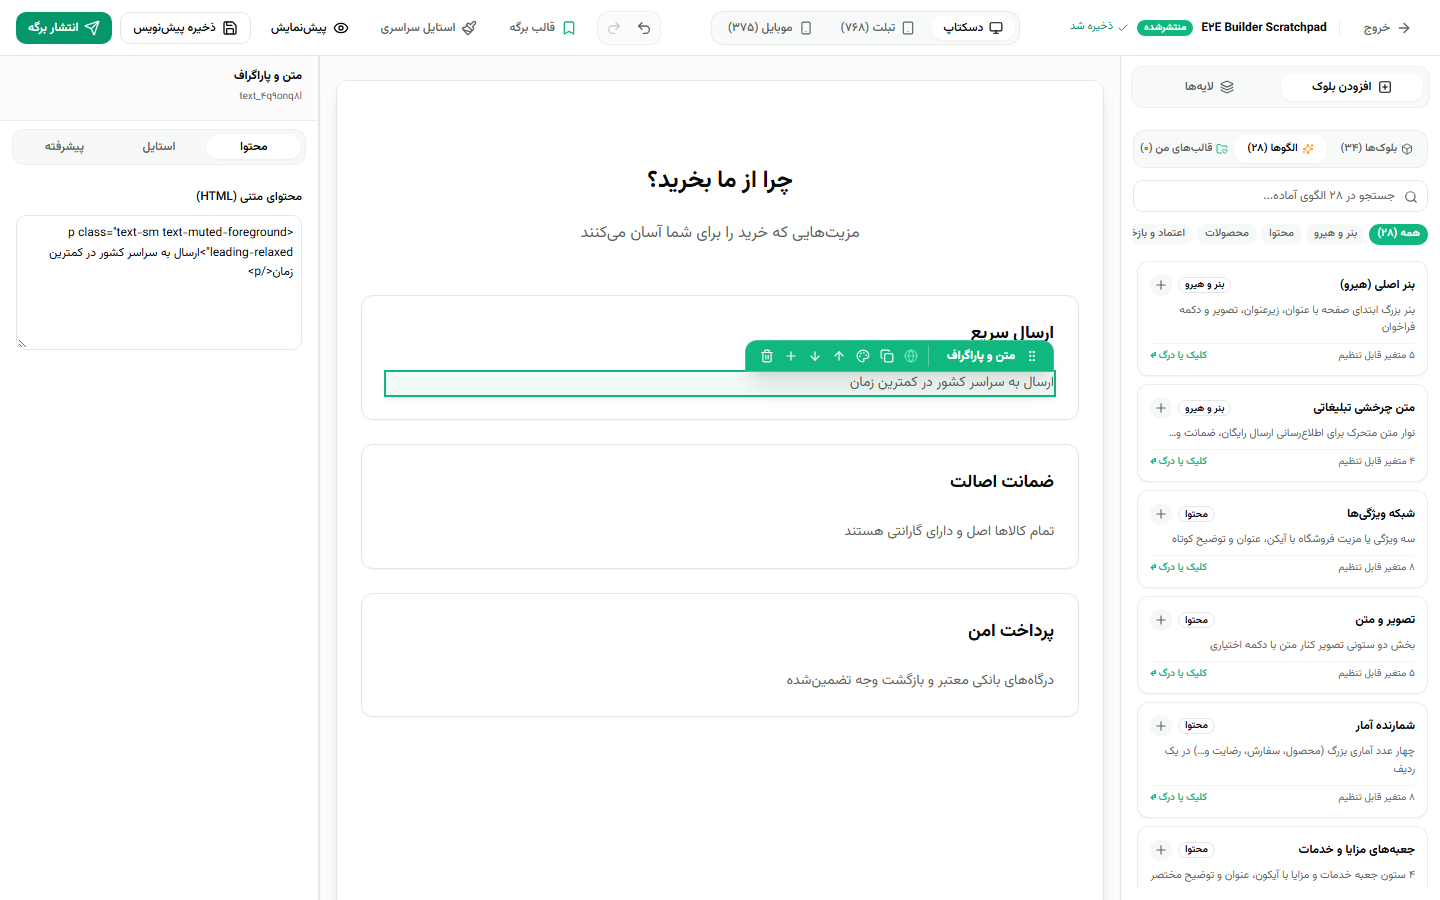 خروج
E2E Builder Scratchpad
منتشرشده
ذخیره شد
دسکتاپ
تبلت (۷۶۸)
موبایل (۳۷۵)
قالب برگه
استایل سراسری
پیش‌نمایش
ذخیره پیش‌نویس
انتشار برگه
افزودن بلوک
لایه‌ها
بلوک‌ها (۳۴)
الگوها (۲۸)
قالب‌های من (۰)
جستجو در ۲۸ الگوی آماده...
همه (۲۸)
بنر و هیرو
محتوا
محصولات
اعتماد و بازخ
بنر اصلی (هیرو)
بنر و هیرو
بنر بزرگ ابتدای صفحه با عنوان، زیرعنوان، تصویر و دکمه
فراخوان
۵ متغیر قابل تنظیم
کلیک یا درگ
متن چرخشی تبلیغاتی
بنر و هیرو
نوار متن متحرک برای اطلاع‌رسانی ارسال رایگان، ضمانت و...
۴ متغیر قابل تنظیم
کلیک یا درگ
شبکه ویژگی‌ها
محتوا
سه ویژگی یا مزیت فروشگاه با آیکن، عنوان و توضیح کوتاه
۸ متغیر قابل تنظیم
کلیک یا درگ
تصویر و متن
محتوا
بخش دو ستونی تصویر کنار متن با دکمه اختیاری
۵ متغیر قابل تنظیم
کلیک یا درگ
شمارنده آمار
محتوا
چهار عدد آماری بزرگ (محصول، سفارش، رضایت و...) در یک
ردیف
۸ متغیر قابل تنظیم
کلیک یا درگ
جعبه‌های مزایا و خدمات
محتوا
۴ ستون جعبه خدمات و مزایا با آیکون، عنوان و توضیح مختصر
چرا از ما بخرید؟
مزیت‌هایی که خرید را برای شما آسان می‌کنند
ارسال سریع
متن و پاراگراف
ارسال به سراسر کشور در کمترین زمان
ضمانت اصالت
تمام کالاها اصل و دارای گارانتی هستند
پرداخت امن
درگاه‌های بانکی معتبر و بازگشت وجه تضمین‌شده
متن و پاراگراف
text_۴q۹onq۸l
محتوا
استایل
پیشرفته
محتوای متنی (HTML)
<p class="text-sm text-muted-foreground
leading-relaxed">ارسال به سراسر کشور در کمترین
زمان</p>